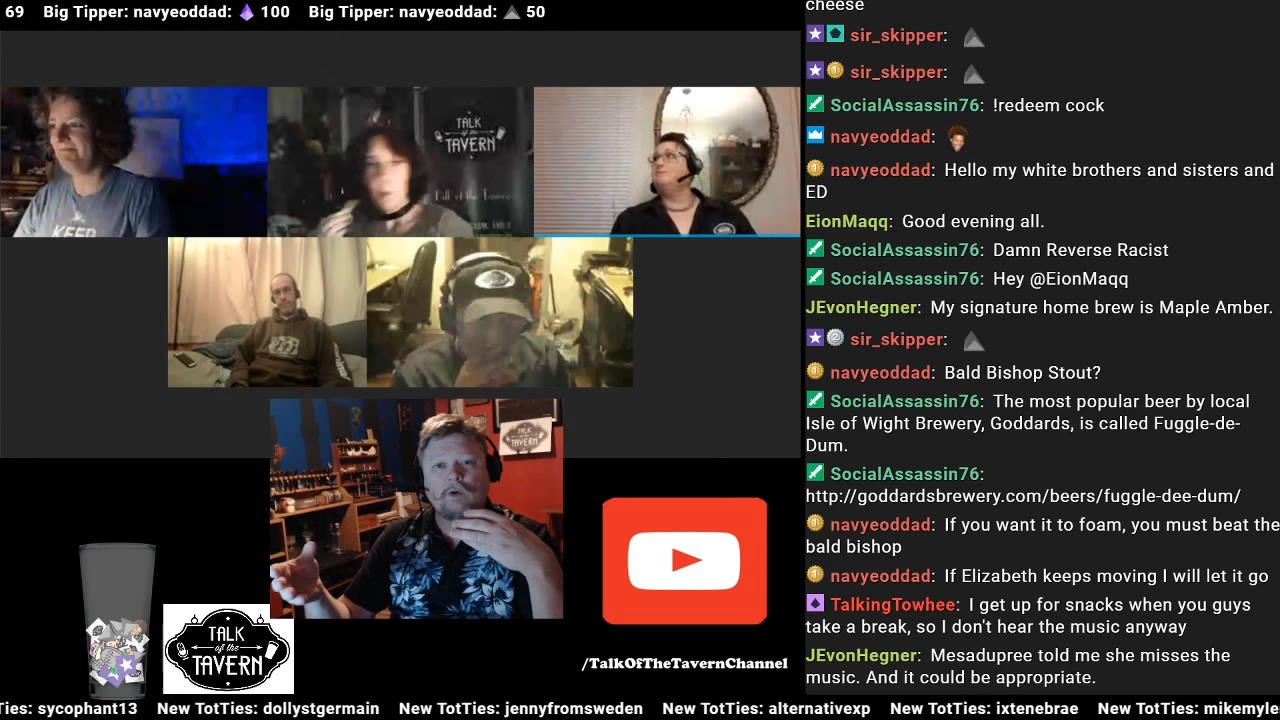 69 Big Tipper: navyeoddad: 100 Big Tipper: navyeoddad: 50
TALK
of the
TAVERN
KEEP
TALK
of the
TAVERN
cheese
sir_skipper:
sir_skipper:
SocialAssassin76: !redeem cock
navyeoddad:
navyeoddad: Hello my white brothers and sisters and
ED
EionMaqq: Good evening all.
SocialAssassin76: Damn Reverse Racist
SocialAssassin76: Hey @EionMaqq
JEvonHegner: My signature home brew is Maple Amber.
sir_skipper:
navyeoddad: Bald Bishop Stout?
SocialAssassin76: The most popular beer by local
Isle of Wight Brewery, Goddards, is called Fuggle-de-
Dum.
SocialAssassin76:
http://goddardsbrewery.com/beers/fuggle-dee-dum/
navyeoddad: If you want it to foam, you must beat the
bald bishop
navyeoddad: If Elizabeth keeps moving I will let it go
TalkingTowhee: I get up for snacks when you guys
take a break, so I don't hear the music anyway
JEvonHegner: Mesadupree told me she misses the
music. And it could be appropriate.
TALK
of the
TAVERN
/TalkOfTheTavernChannel
Ties: sycophant13 New TotTies: dollystgermain New TotTies: jennyfromsweden New TotTies: alternativexp New TotTies: ixtenebrae New TotTies: mikemyle